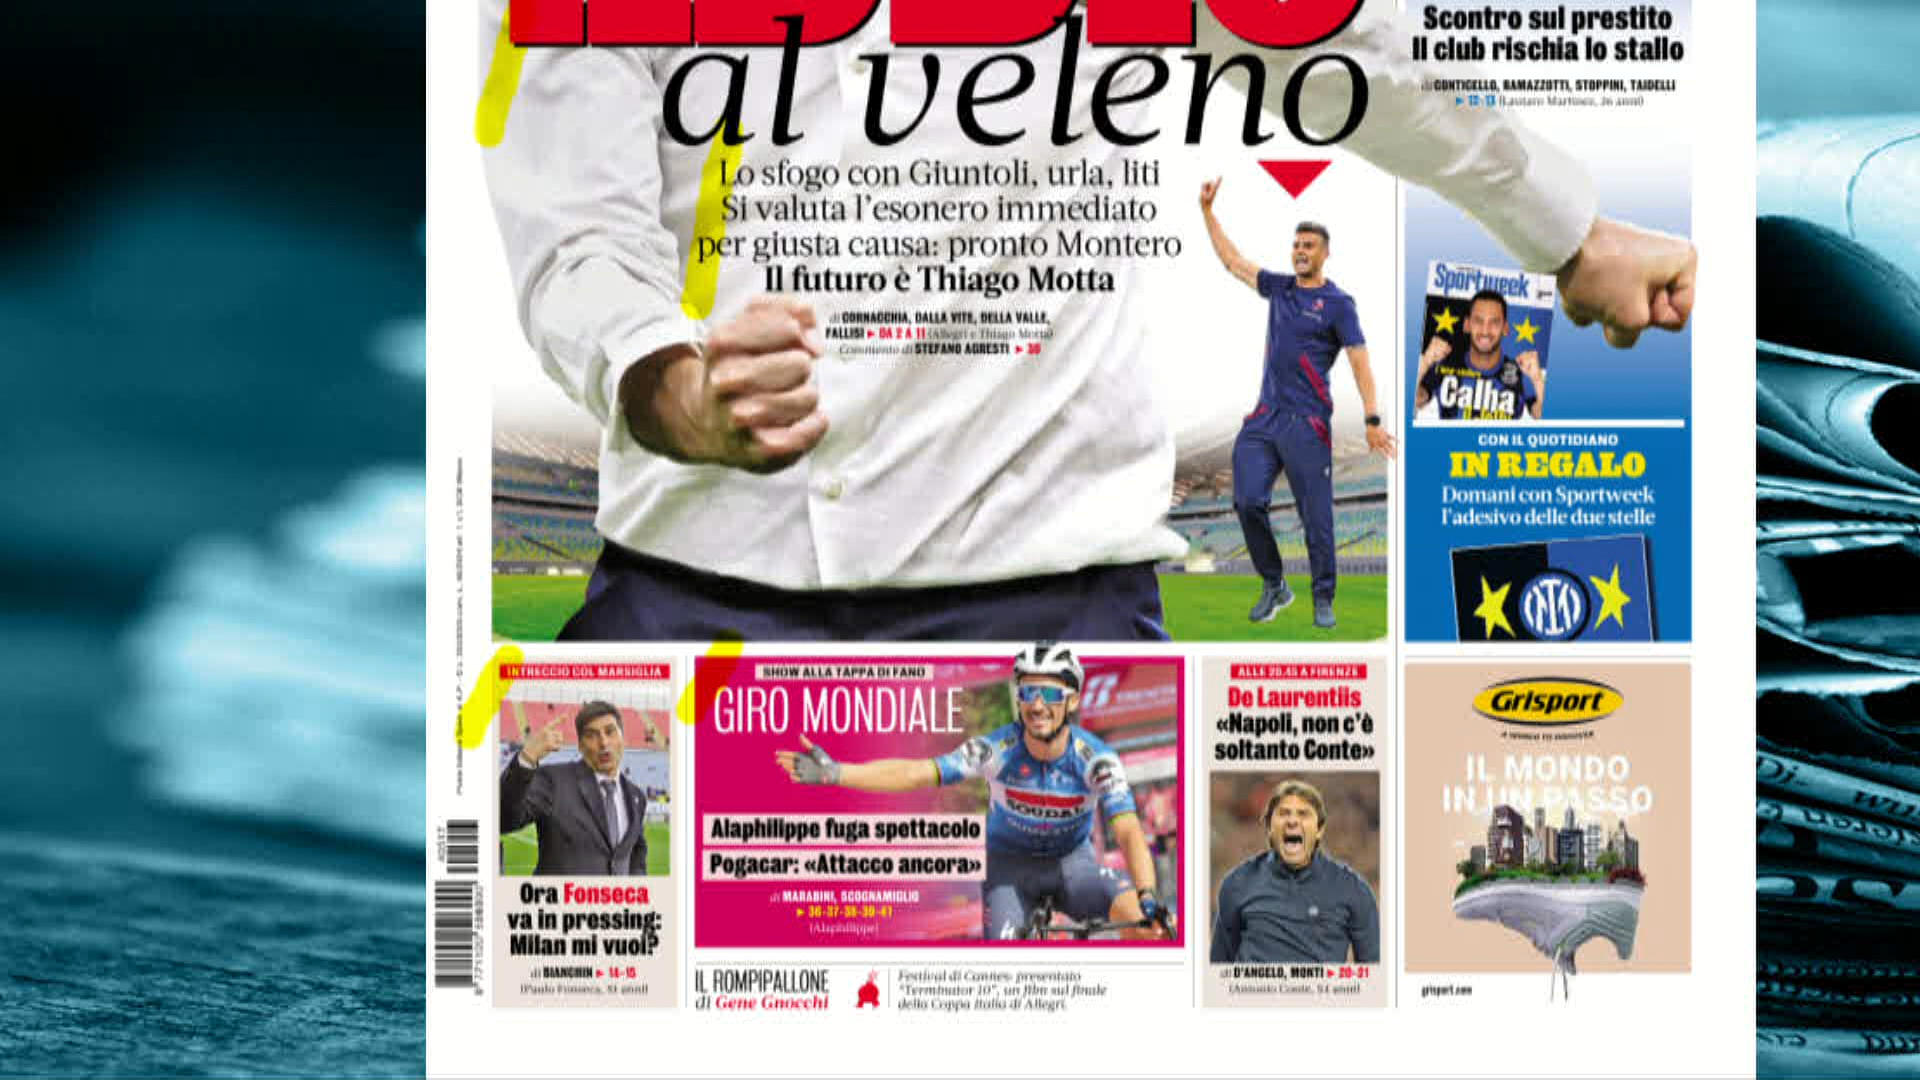 al veleno
Lo sfogo con Giuntoli, urla, liti
Si valuta l'esonero immediato
per giusta causa: pronto Montero
Il futuro è Thiago Motta
di CORNACCHIA, DALLA VITE, DELLA VALLE,
FALLISI ▶ DA 2 A 11 (Allegri e Thiago Motta)
Commento di STEFANO AGRESTI ▶ 30
Scontro sul prestito
Il club rischia lo stallo
di CONTICELLO, RAMAZZOTTI, STOPPINI, TAIDELLI
▶ 12-13 (Lautaro Martinez, 26 anni)
Sportweek
Calha
CON IL QUOTIDIANO
IN REGALO
Domani con Sportweek
l'adesivo delle due stelle
INTRECCIO COL MARSIGLIA
Ora Fonseca
va in pressing:
Milan mi vuoi?
di BIANCHIN ▶ 14-15
(Paulo Fonseca, 51 anni)
SHOW ALLA TAPPA DI FANO
GIRO MONDIALE
SOUDAL
Alaphilippe fuga spettacolo
Pogacar: «Attacco ancora»
di MARABINI, SCOGNAMIGLIO
▶ 36-37-38-39-41
(Alaphilippe)
IL ROMPIPALLONE
di Gene Gnocchi
Festival di Cannes: presentato
"Terminator 10", un film sul finale
della Coppa Italia di Allegri.
ALLE 20.45 A FIRENZE
De Laurentiis
«Napoli, non c'è
soltanto Conte»
di D'ANGELO, MONTI ▶ 20-21
(Antonio Conte, 54 anni)
Grisport
IL MONDO
IN UN PASSO
grisport.com